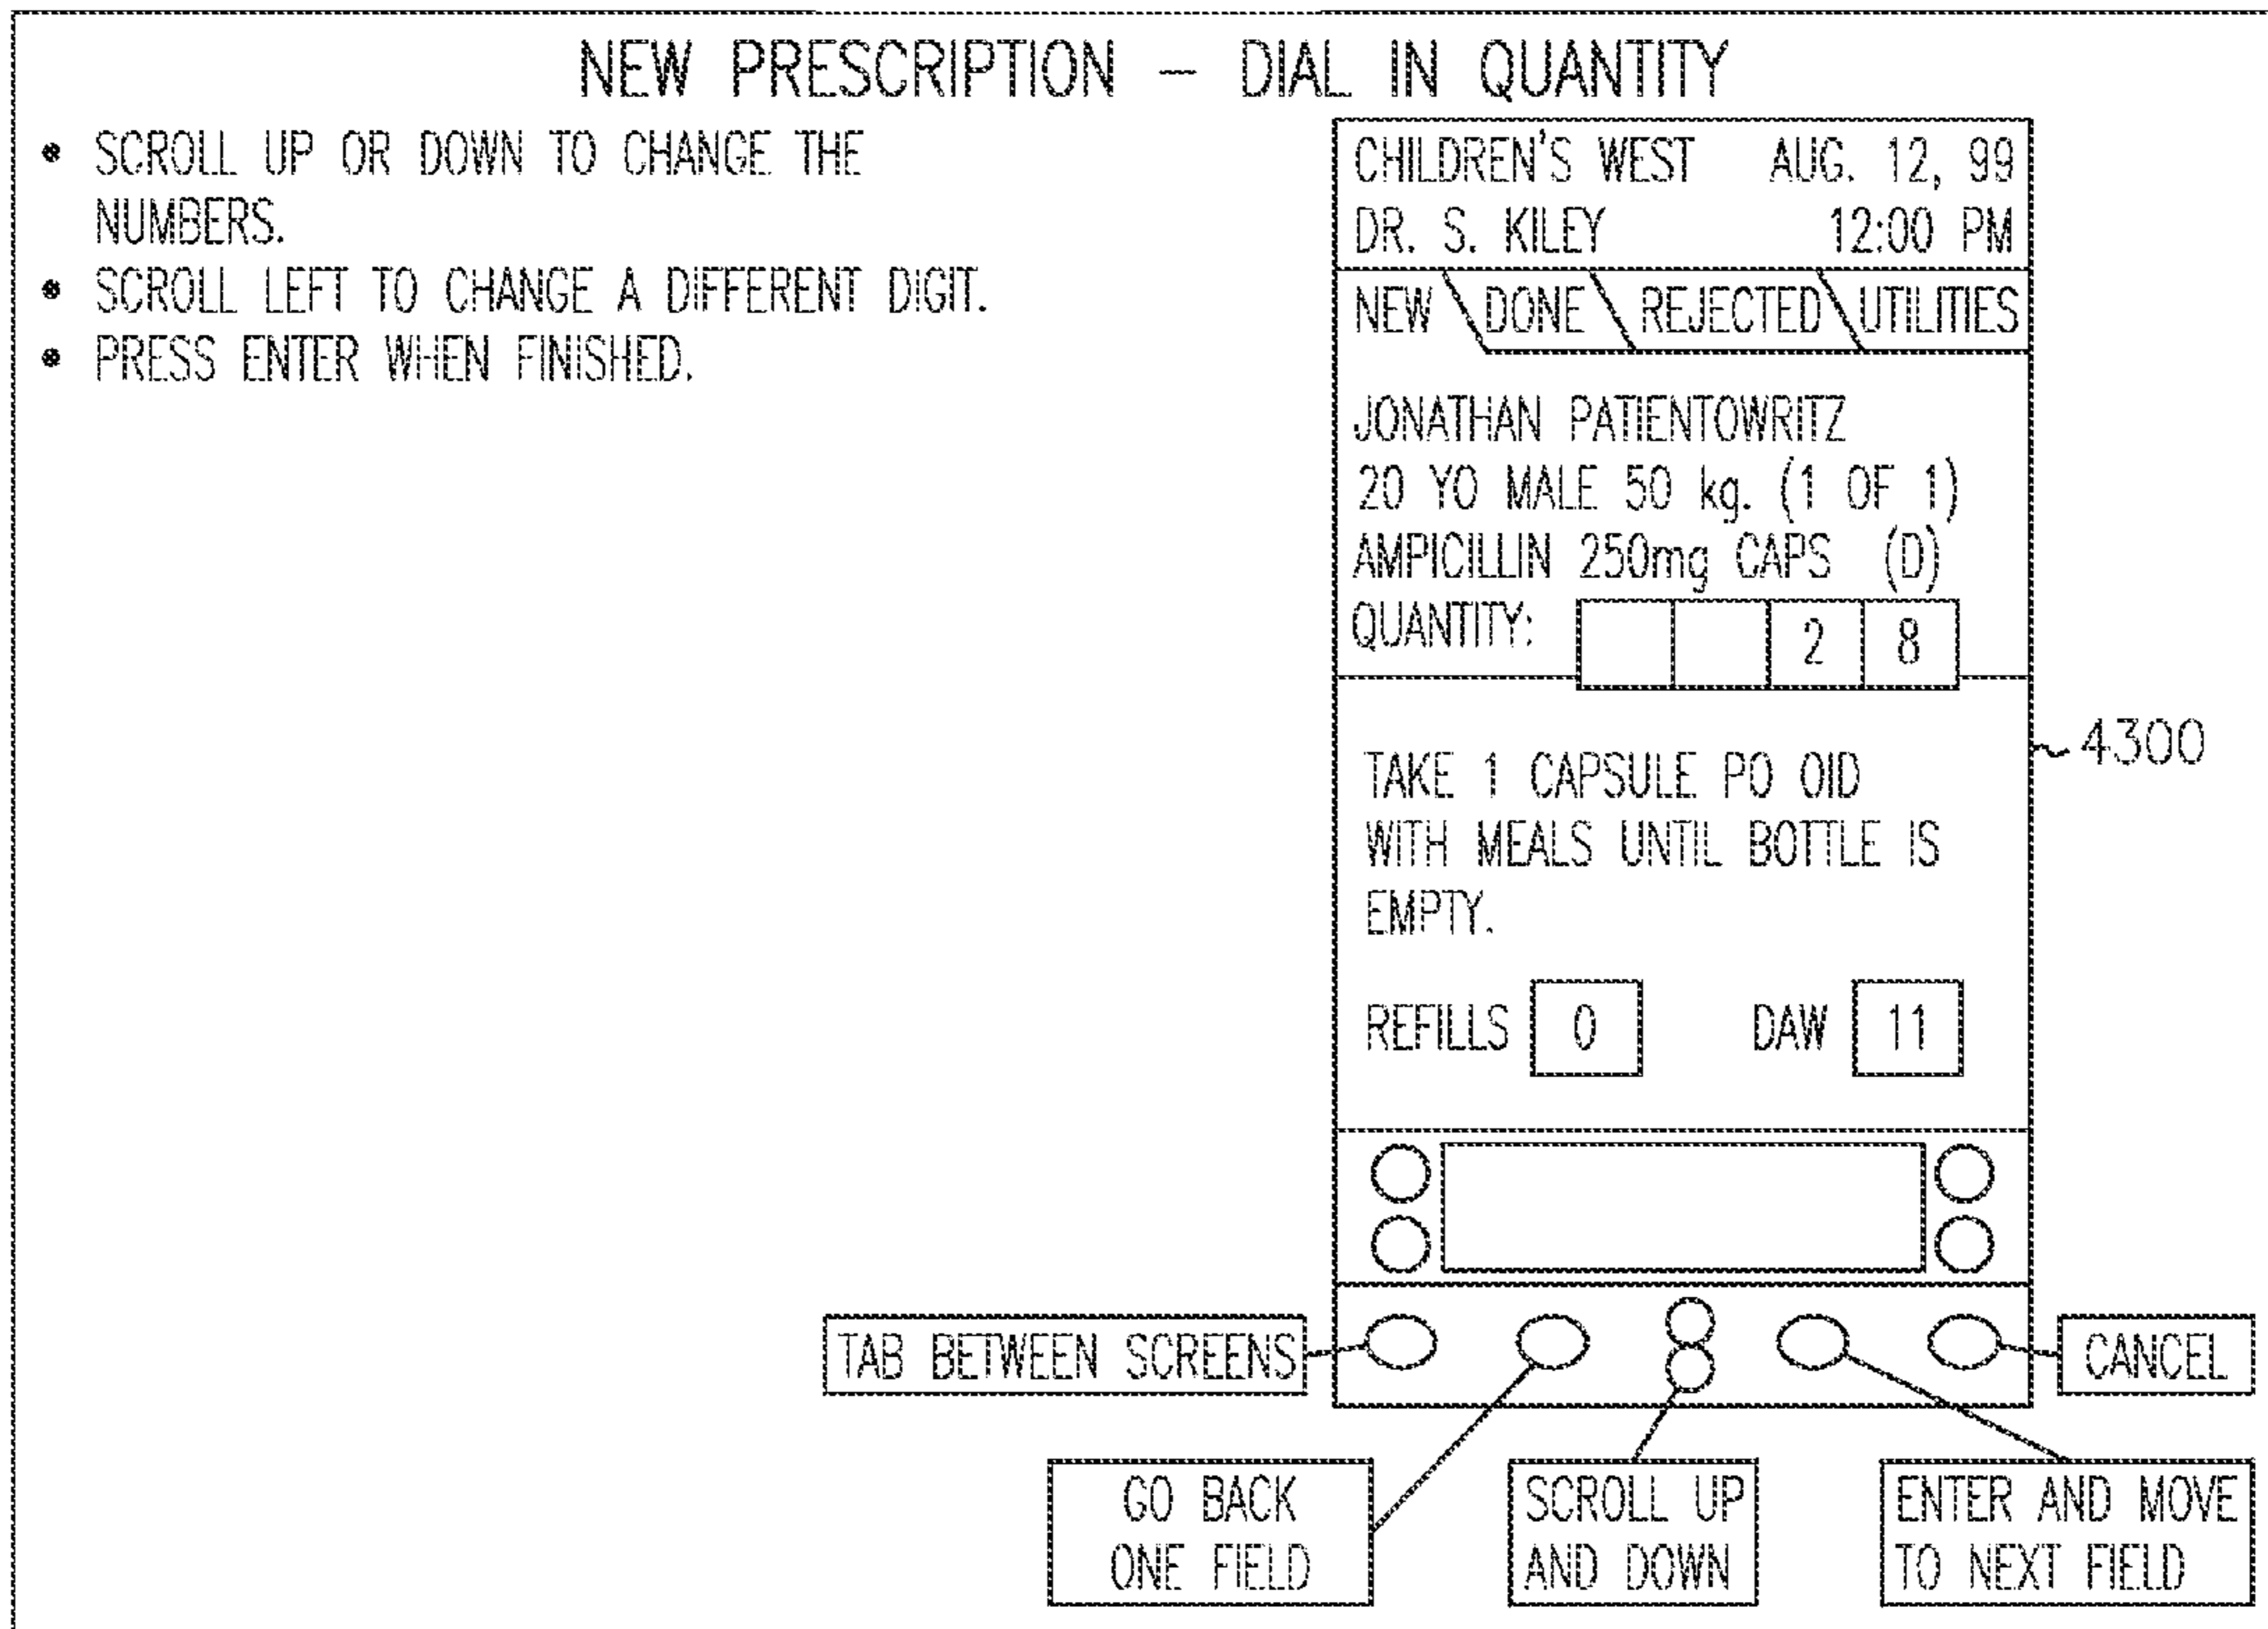 NEW PRESCRIPTION – DIAL IN QUANTITY
• SCROLL UP OR DOWN TO CHANGE THE
NUMBERS.
• SCROLL LEFT TO CHANGE A DIFFERENT DIGIT.
• PRESS ENTER WHEN FINISHED.
CHILDREN'S WEST AUG. 12, 99
DR. S. KILEY 12:00 PM
NEW DONE REJECTED UTILITIES
JONATHAN PATIENTOWRITZ
20 YO MALE 50 kg. (1 OF 1)
AMPICILLIN 250mg CAPS (D)
QUANTITY: 2 8
4300
TAKE 1 CAPSULE PO OID
WITH MEALS UNTIL BOTTLE IS
EMPTY.
REFILLS 0 DAW 11
TAB BETWEEN SCREENS
CANCEL
GO BACK
ONE FIELD
SCROLL UP
AND DOWN
ENTER AND MOVE
TO NEXT FIELD